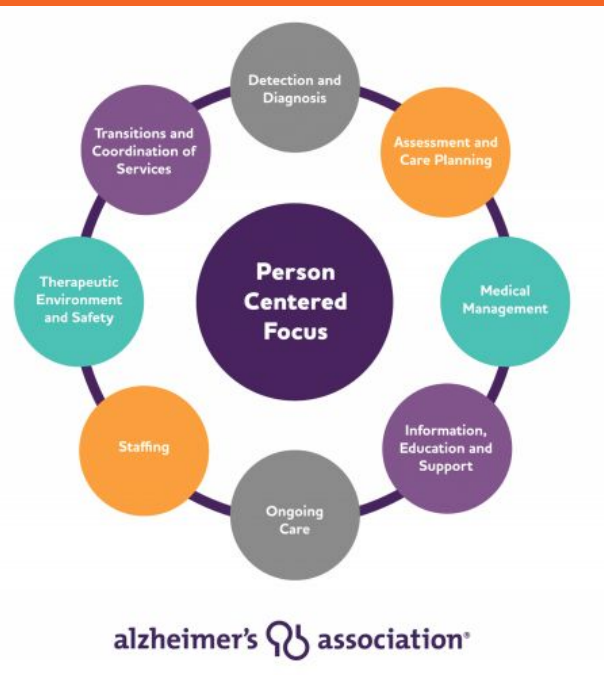 Detection and
Diagnosis
Assessment and
Care Planning
Medical
Management
Information,
Education and
Support
Ongoing
Care
Staffing
Therapeutic
Environment
and Safety
Transitions and
Coordination of
Services
Person
Centered
Focus
alzheimer's association®